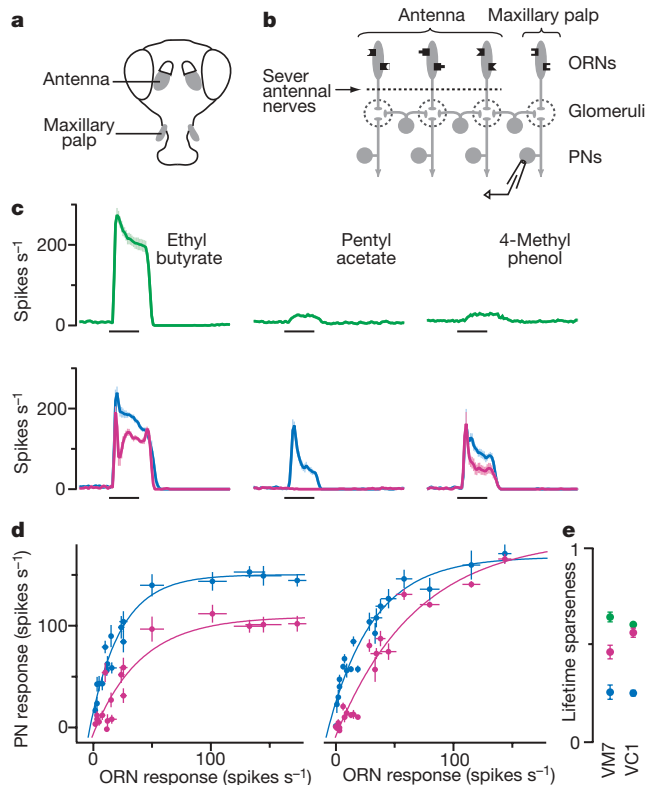 a
Antenna
Maxillary palp
b
Antenna
Maxillary palp
ORNs
Sever antennal nerves
Glomeruli
PNs
c
Spikes s⁻¹
200
0
Ethyl butyrate
Pentyl acetate
4-Methyl phenol
Spikes s⁻¹
200
0
d
PN response (spikes s⁻¹)
100
0
0
100
ORN response (spikes s⁻¹)
0
100
ORN response (spikes s⁻¹)
e
Lifetime sparseness
1
0
VM7
VC1